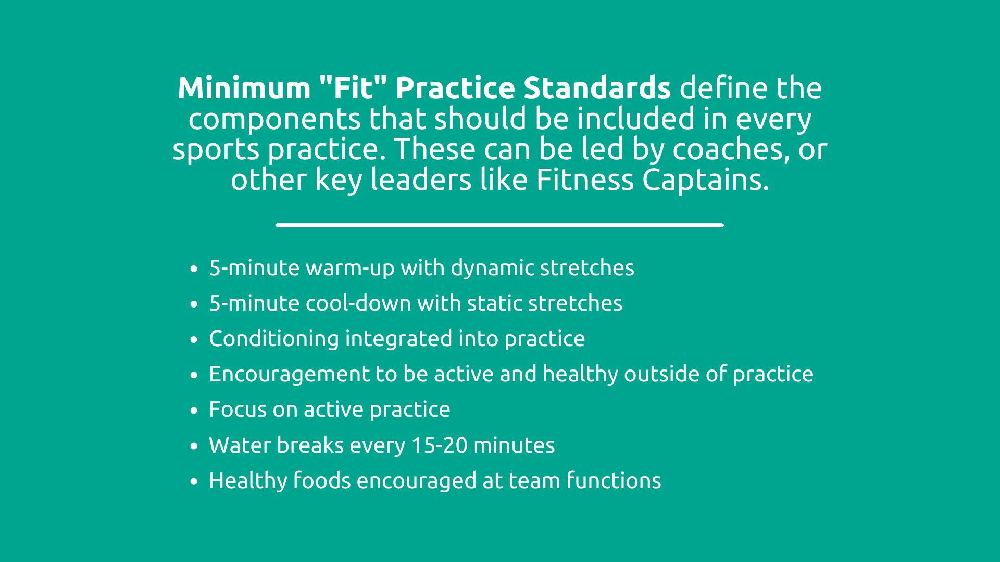 Minimum "Fit" Practice Standards define the
components that should be included in every
sports practice. These can be led by coaches, or
other key leaders like Fitness Captains.
• 5-minute warm-up with dynamic stretches
• 5-minute cool-down with static stretches
• Conditioning integrated into practice
• Encouragement to be active and healthy outside of practice
• Focus on active practice
• Water breaks every 15-20 minutes
• Healthy foods encouraged at team functions